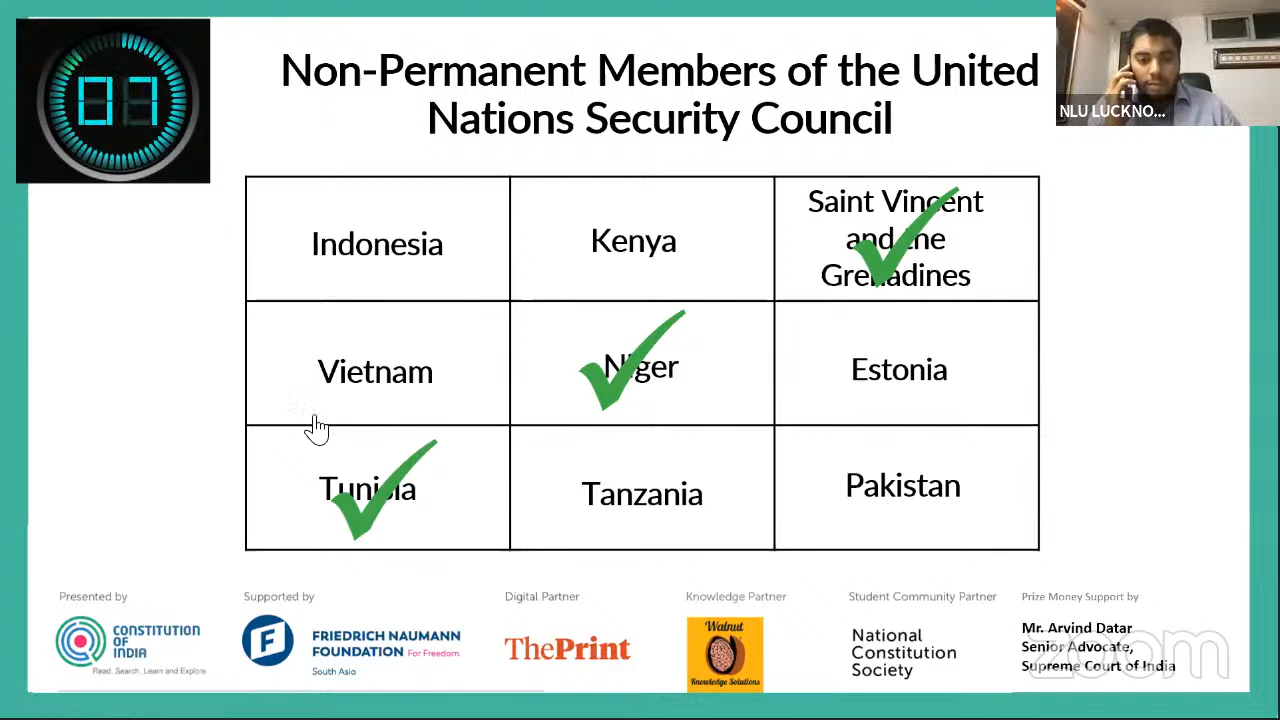 07
Non-Permanent Members of the United
Nations Security Council
NLU LUCKNO...
Indonesia
Kenya
Saint Vincent
and the
Grenadines
Vietnam
Niger
Estonia
Tunisia
Tanzania
Pakistan
Presented by
CONSTITUTION
OF
INDIA
Read, Search, Learn and Explore
Supported by
FRIEDRICH NAUMANN
FOUNDATION For Freedom.
South Asia
Digital Partner
ThePrint
Knowledge Partner
Walnut
Knowledge Solutions
Student Community Partner
National
Constitution
Society
Prize Money Support by
Mr. Arvind Datar
Senior Advocate,
Supreme Court of India
zoom